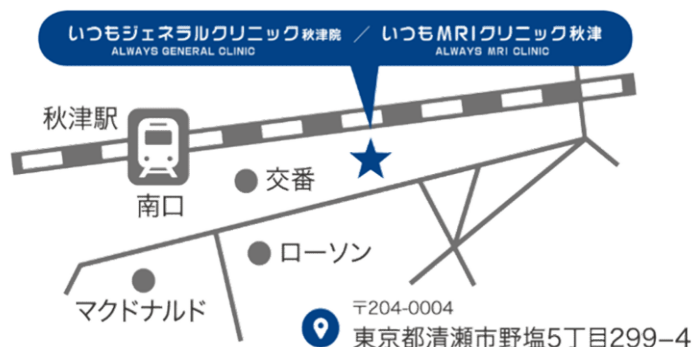 いつもジェネラルクリニック秋津院 ／ いつもMRIクリニック秋津
ALWAYS GENERAL CLINIC ALWAYS MRI CLINIC
秋津駅
南口
交番
ローソン
マクドナルド
〒204-0004
東京都清瀬市野塩5丁目299-4